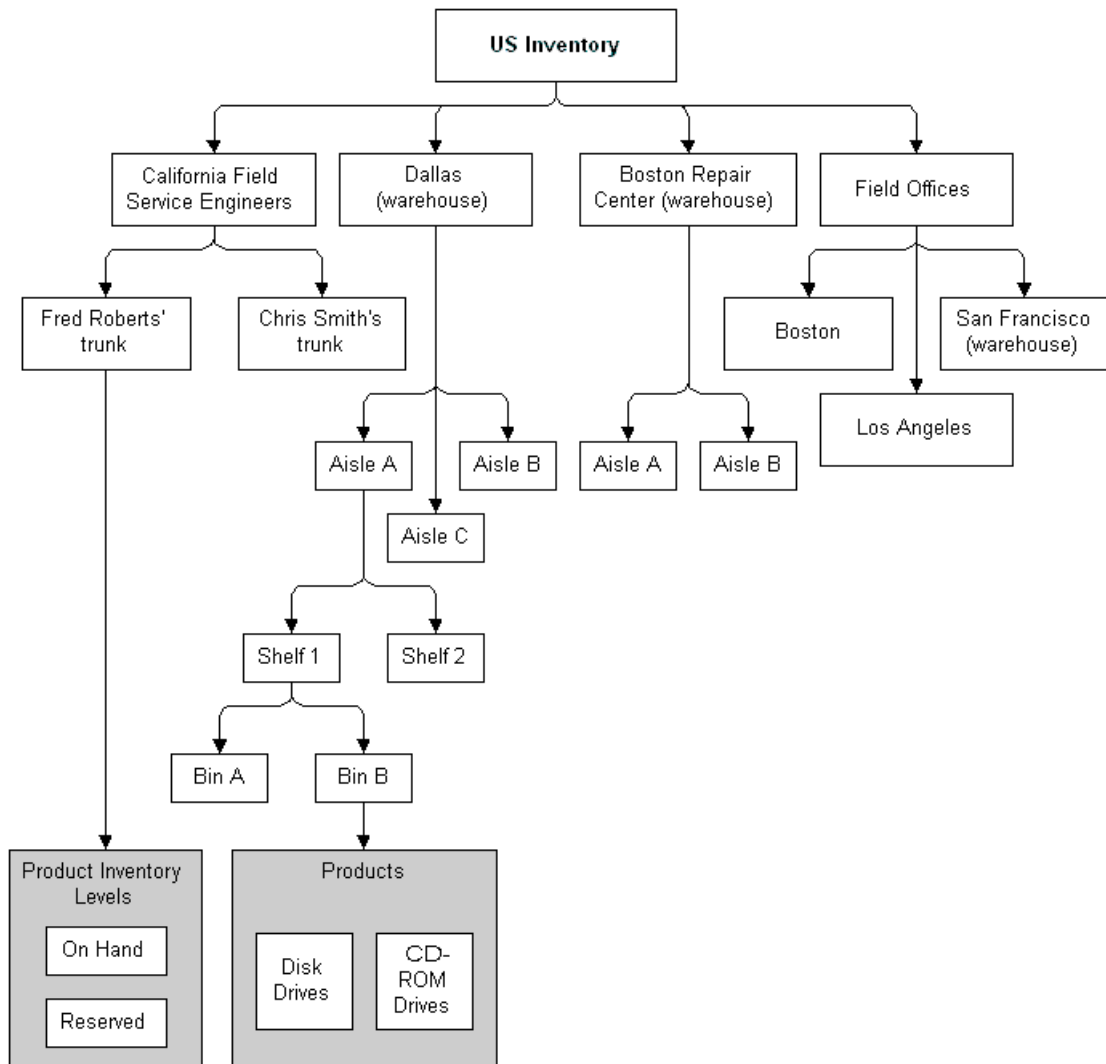 US Inventory
California Field
Service Engineers
Dallas
(warehouse)
Boston Repair
Center (warehouse)
Field Offices
Fred Roberts'
trunk
Chris Smith's
trunk
Boston
San Francisco
(warehouse)
Los Angeles
Aisle A
Aisle B
Aisle A
Aisle B
Aisle C
Shelf 1
Shelf 2
Bin A
Bin B
Product Inventory
Levels
On Hand
Reserved
Products
Disk
Drives
CD-
ROM
Drives